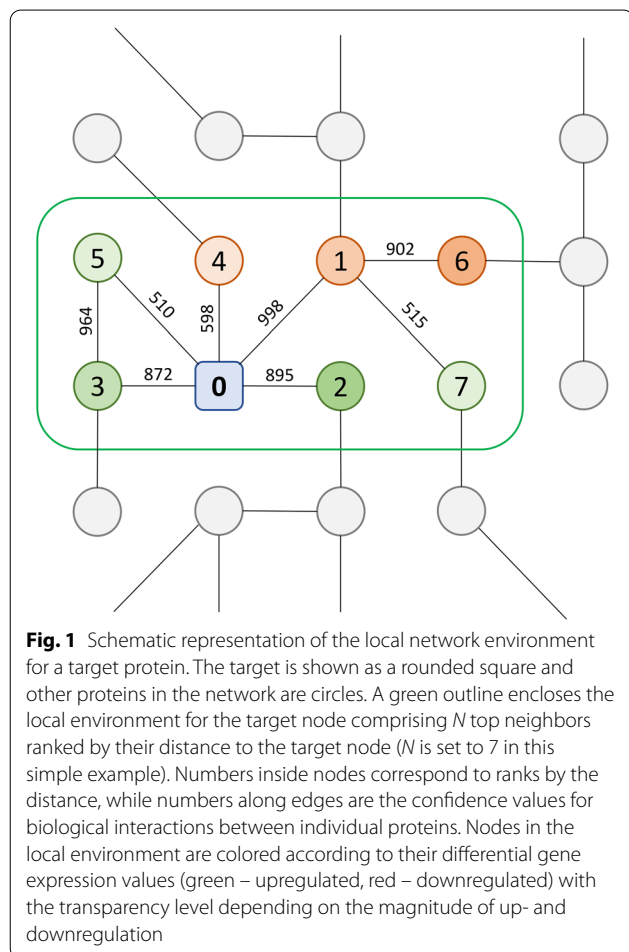 902
5 4 1 6
964 510 598 998 515
872 895
3 0 2 7
Fig. 1 Schematic representation of the local network environment
for a target protein. The target is shown as a rounded square and
other proteins in the network are circles. A green outline encloses the
local environment for the target node comprising N top neighbors
ranked by their distance to the target node (N is set to 7 in this
simple example). Numbers inside nodes correspond to ranks by the
distance, while numbers along edges are the confidence values for
biological interactions between individual proteins. Nodes in the
local environment are colored according to their differential gene
expression values (green – upregulated, red – downregulated) with
the transparency level depending on the magnitude of up- and
downregulation